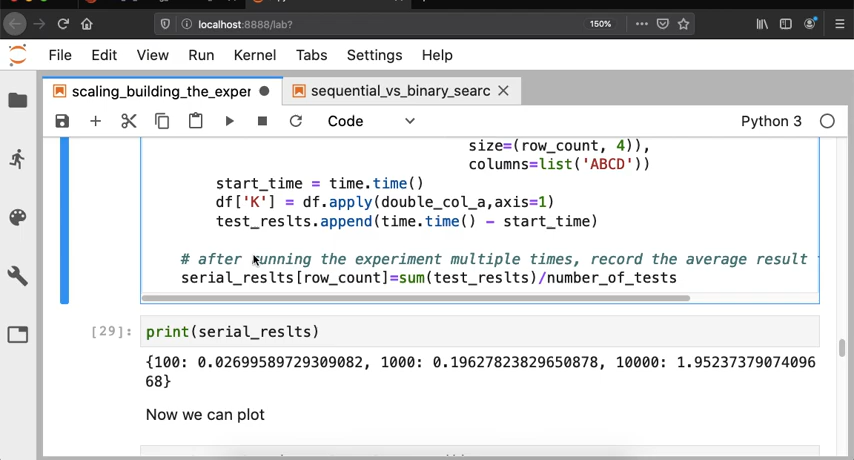 localhost:8888/lab?
150%
File Edit View Run Kernel Tabs Settings Help
scaling_building_the_exper
sequential_vs_binary_searc
Code
Python 3
size=(row_count, 4)),
columns=list('ABCD'))
start_time = time.time()
df['K'] = df.apply(double_col_a,axis=1)
test_reslts.append(time.time() - start_time)
# after running the experiment multiple times, record the average result
serial_reslts[row_count]=sum(test_reslts)/number_of_tests
[29]: print(serial_reslts)
{100: 0.02699589729309082, 1000: 0.19627823829650878, 10000: 1.95237379074096
68}
Now we can plot